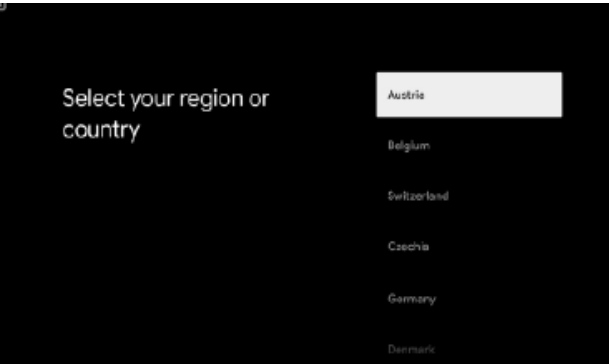 Select your region or
country
Austria
Belgium
Switzerland
Czechia
Germany
Denmark